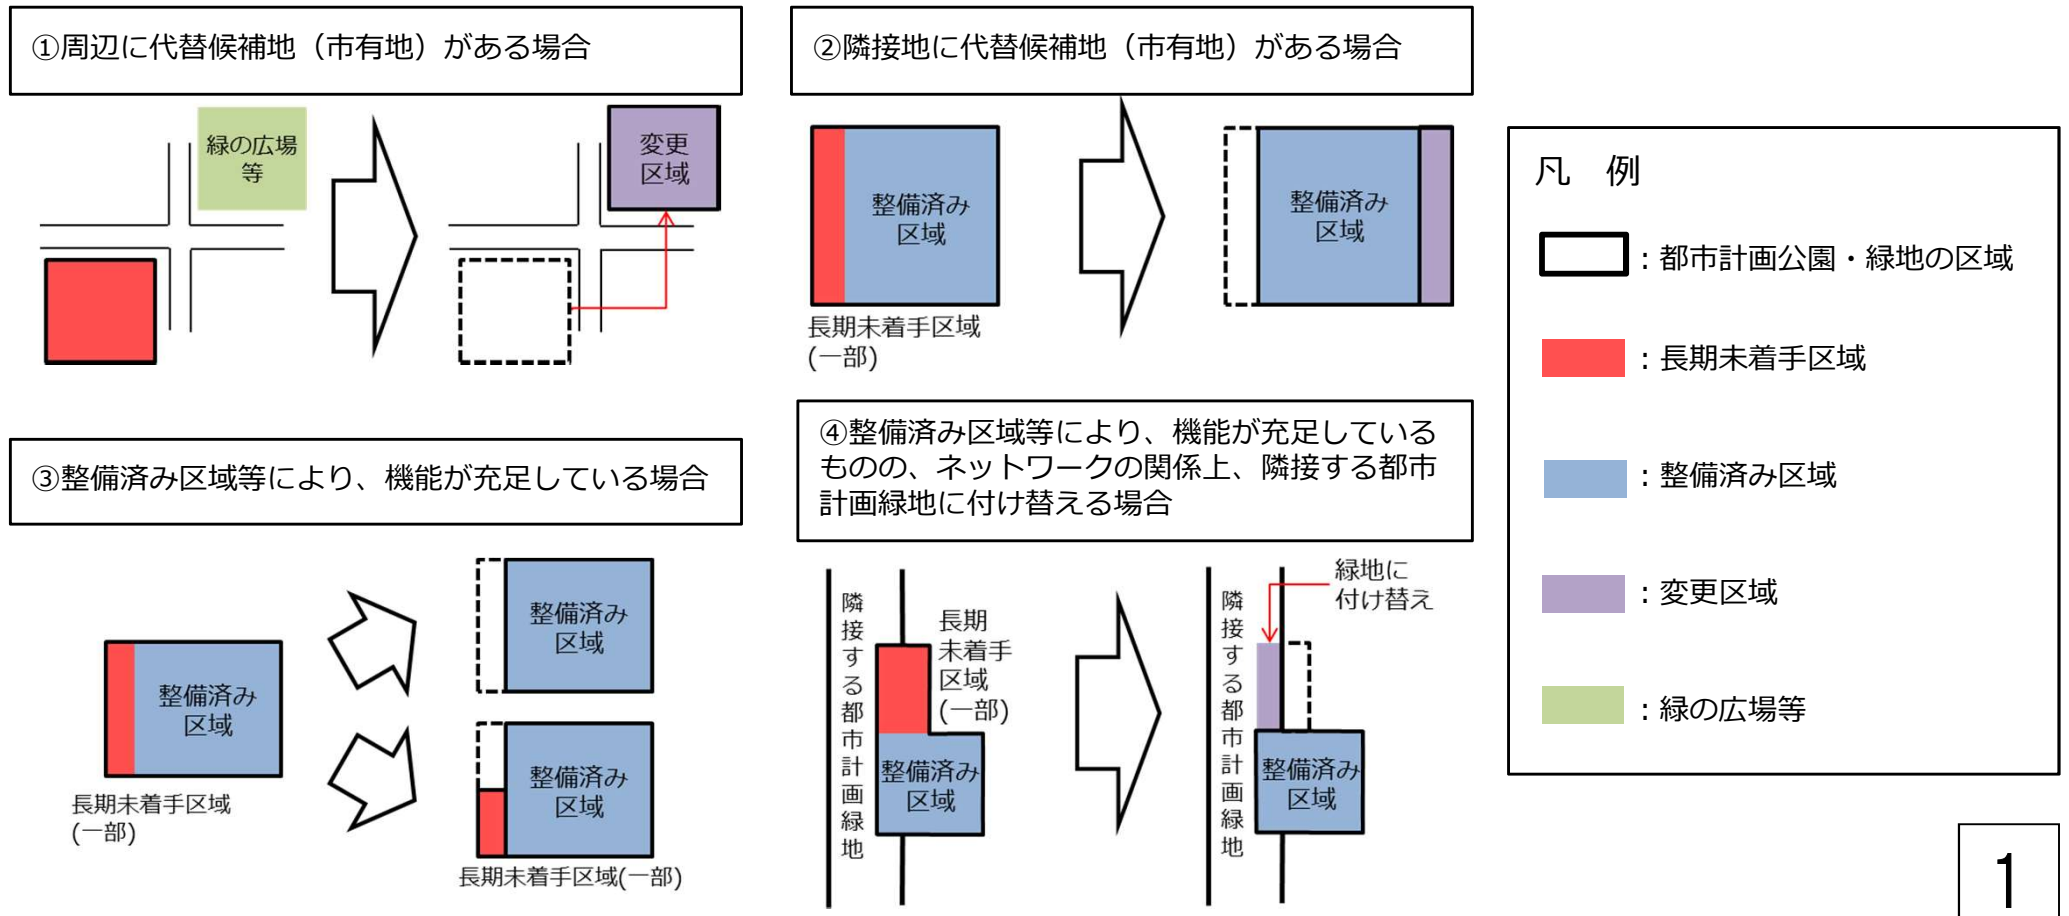 ①周辺に代替候補地（市有地）がある場合
緑の広場
等
変更
区域
②隣接地に代替候補地（市有地）がある場合
整備済み
区域
長期未着手区域
(一部)
整備済み
区域
③整備済み区域等により、機能が充足している場合
整備済み
区域
長期未着手区域
(一部)
整備済み
区域
整備済み
区域
長期未着手区域(一部)
④整備済み区域等により、機能が充足している
ものの、ネットワークの関係上、隣接する都市
計画緑地に付け替える場合
隣接する都市計画緑地
長期
未着手
区域
(一部)
整備済み
区域
隣接する都市計画緑地
緑地に
付け替え
整備済み
区域
凡　例
：都市計画公園・緑地の区域
：長期未着手区域
：整備済み区域
：変更区域
：緑の広場等
1